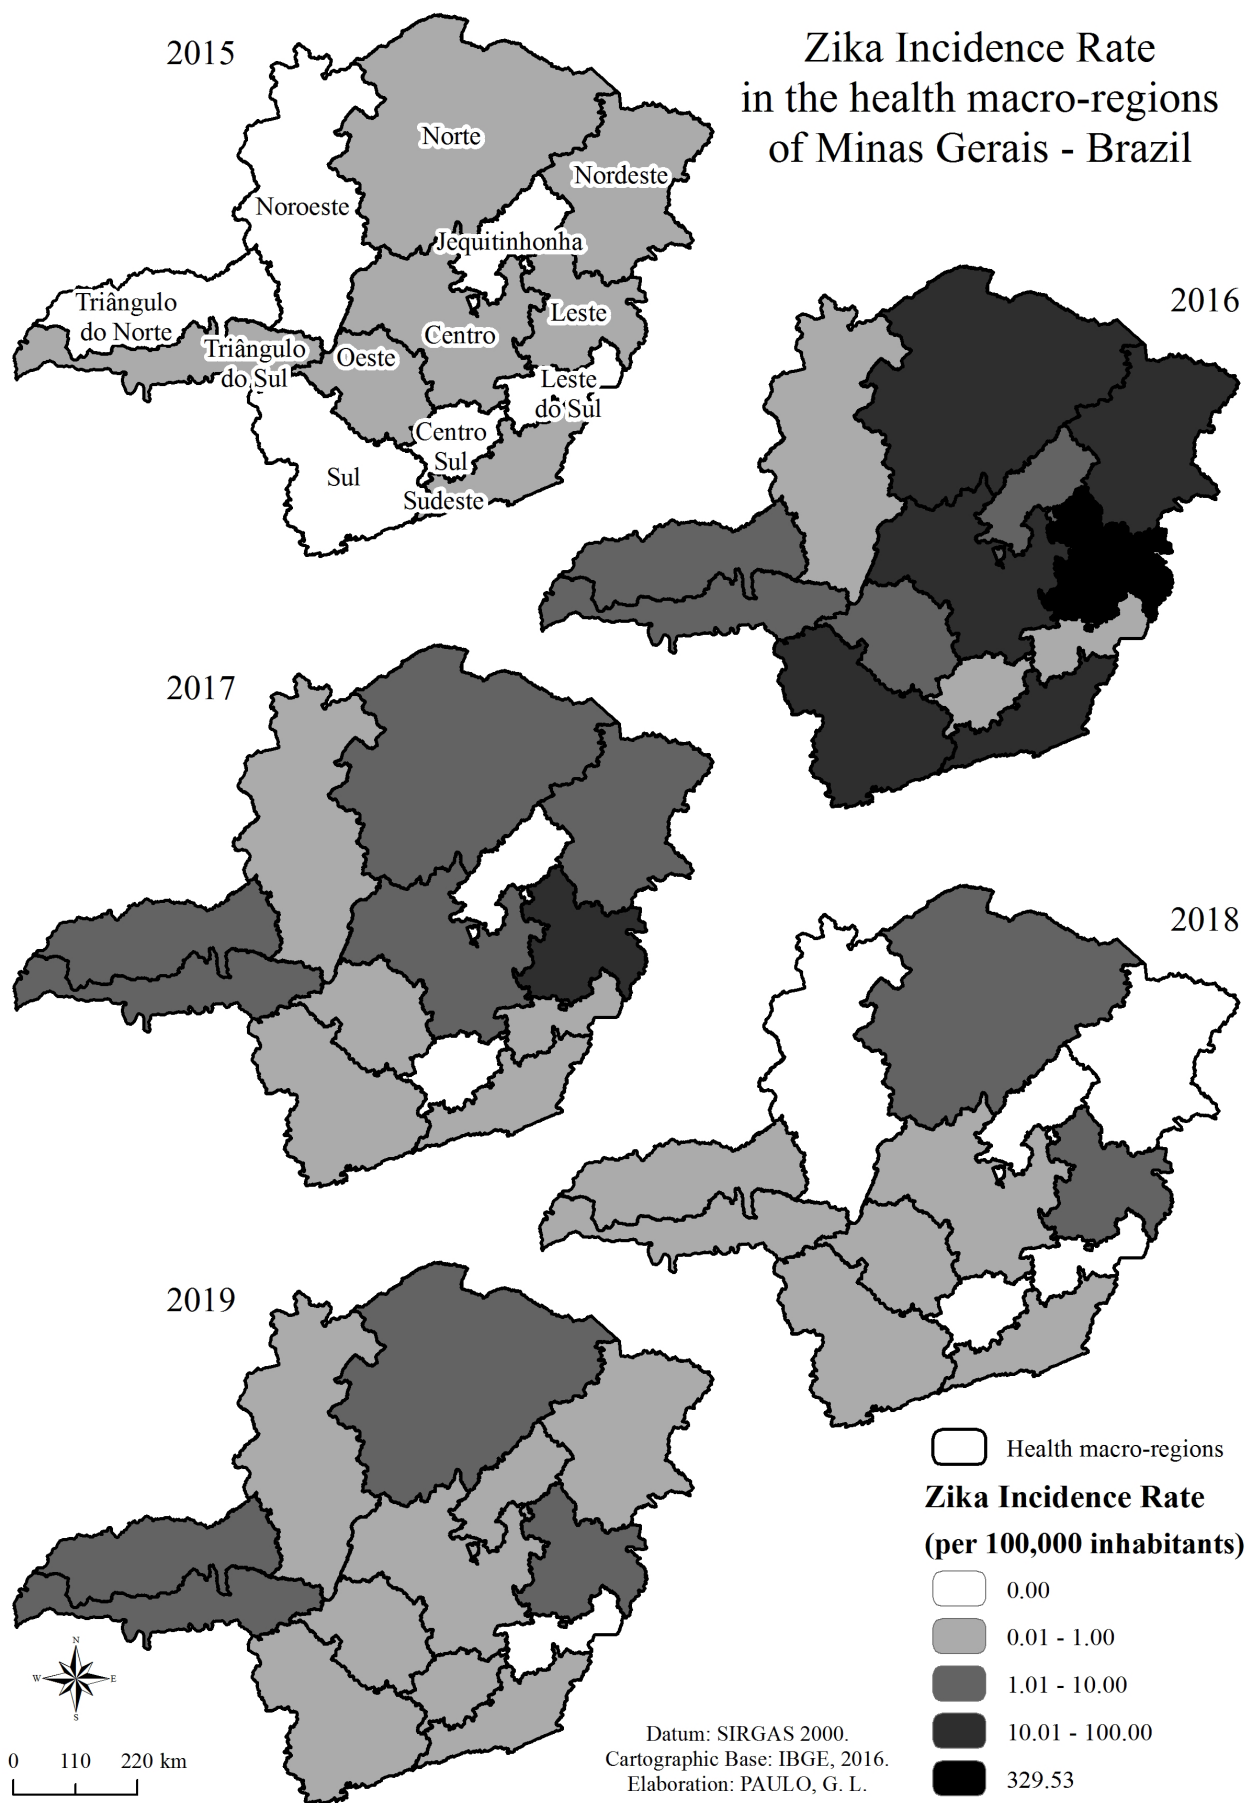 Zika Incidence Rate
in the health macro-regions
of Minas Gerais - Brazil
2015
Norte
Nordeste
Noroeste
Jequitinhonha
Triângulo
do Norte
Leste
Centro
Triângulo
do Sul
Oeste
Leste
do Sul
Centro
Sul
Sul
Sudeste
2016
2017
2018
2019
Health macro-regions
Zika Incidence Rate
(per 100,000 inhabitants)
0.00
0.01 - 1.00
1.01 - 10.00
10.01 - 100.00
329.53
N
W
E
S
0 110 220 km
Datum: SIRGAS 2000.
Cartographic Base: IBGE, 2016.
Elaboration: PAULO, G. L.